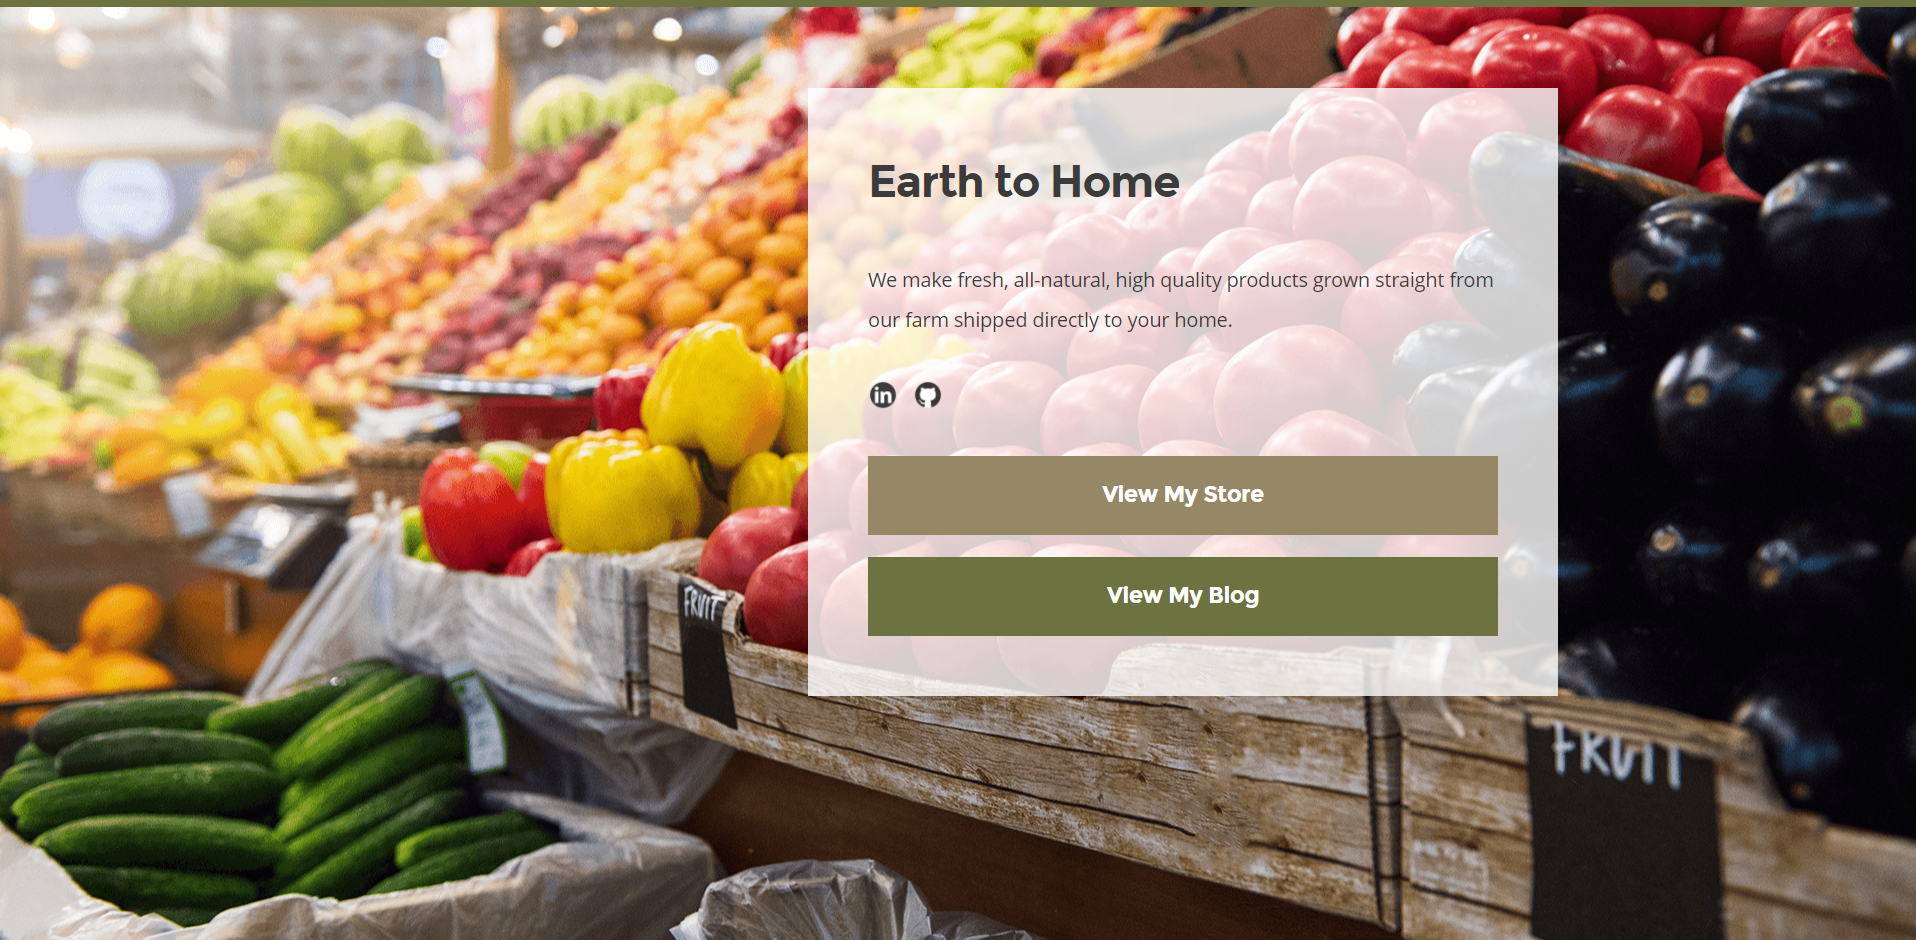 Earth to Home
We make fresh, all-natural, high quality products grown straight from
our farm shipped directly to your home.
in
View My Store
View My Blog
FRUIT
FRUIT